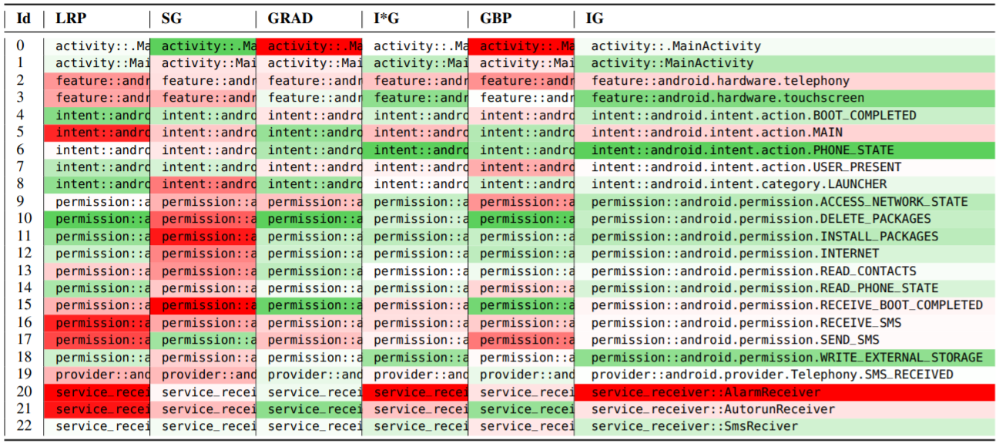 Id LRP SG GRAD I*G GBP IG
0 activity::.Ma activity::.Ma activity::.Ma activity::.Ma activity::.Ma activity::.MainActivity
1 activity::Mai activity::Mai activity::Mai activity::Mai activity::Mai activity::MainActivity
2 feature::andr feature::andr feature::andr feature::andr feature::andr feature::android.hardware.telephony
3 feature::andr feature::andr feature::andr feature::andr feature::andr feature::android.hardware.touchscreen
4 intent::andro intent::andro intent::andro intent::andro intent::andro intent::android.intent.action.BOOT_COMPLETED
5 intent::andro intent::andro intent::andro intent::andro intent::andro intent::android.intent.action.MAIN
6 intent::andro intent::andro intent::andro intent::andro intent::andro intent::android.intent.action.PHONE_STATE
7 intent::andro intent::andro intent::andro intent::andro intent::andro intent::android.intent.action.USER_PRESENT
8 intent::andro intent::andro intent::andro intent::andro intent::andro intent::android.intent.category.LAUNCHER
9 permission::a permission::a permission::a permission::a permission::a permission::android.permission.ACCESS_NETWORK_STATE
10 permission::a permission::a permission::a permission::a permission::a permission::android.permission.DELETE_PACKAGES
11 permission::a permission::a permission::a permission::a permission::a permission::android.permission.INSTALL_PACKAGES
12 permission::a permission::a permission::a permission::a permission::a permission::android.permission.INTERNET
13 permission::a permission::a permission::a permission::a permission::a permission::android.permission.READ_CONTACTS
14 permission::a permission::a permission::a permission::a permission::a permission::android.permission.READ_PHONE_STATE
15 permission::a permission::a permission::a permission::a permission::a permission::android.permission.RECEIVE_BOOT_COMPLETED
16 permission::a permission::a permission::a permission::a permission::a permission::android.permission.RECEIVE_SMS
17 permission::a permission::a permission::a permission::a permission::a permission::android.permission.SEND_SMS
18 permission::a permission::a permission::a permission::a permission::a permission::android.permission.WRITE_EXTERNAL_STORAGE
19 provider::and provider::and provider::and provider::and provider::and provider::android.provider.Telephony.SMS_RECEIVED
20 service_recei service_recei service_recei service_recei service_recei service_receiver::AlarmReceiver
21 service_recei service_recei service_recei service_recei service_recei service_receiver::AutorunReceiver
22 service_recei service_recei service_recei service_recei service_recei service_receiver::SmsReciver